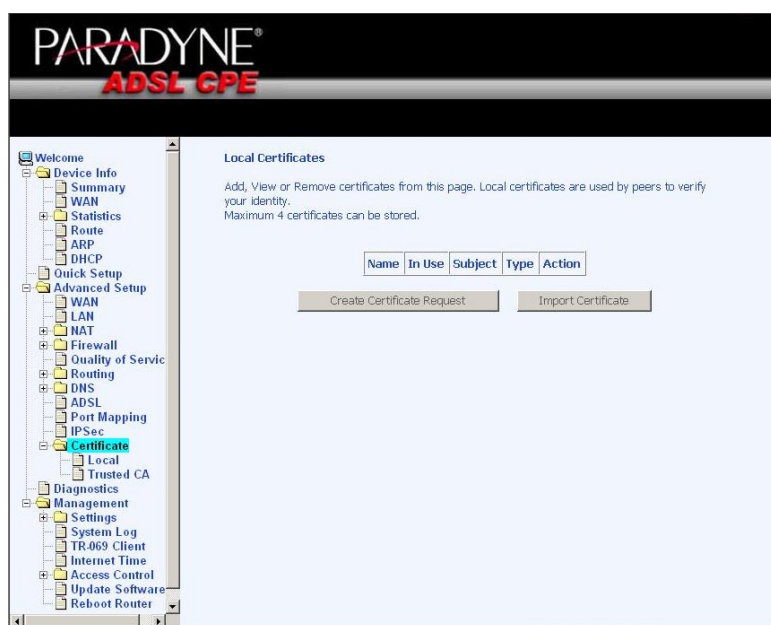 PARADYNE®
ADSL CPE
Welcome
Device Info
Summary
WAN
Statistics
Route
ARP
DHCP
Quick Setup
Advanced Setup
WAN
LAN
NAT
Firewall
Quality of Servic
Routing
DNS
ADSL
Port Mapping
IPSec
Certificate
Local
Trusted CA
Diagnostics
Management
Settings
System Log
TR-069 Client
Internet Time
Access Control
Update Software
Reboot Router
Local Certificates
Add, View or Remove certificates from this page. Local certificates are used by peers to verify
your identity.
Maximum 4 certificates can be stored.
Name In Use Subject Type Action
Create Certificate Request Import Certificate